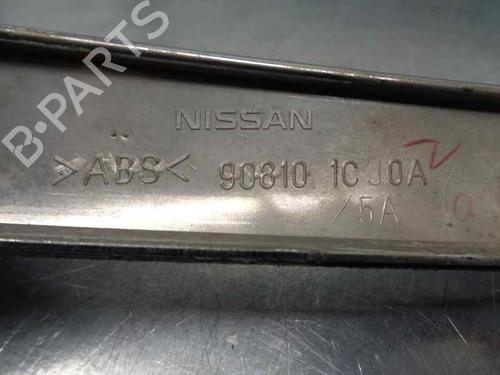 B-PARTS
NISSAN
>ABS< 90810 1CJ0A
/5A